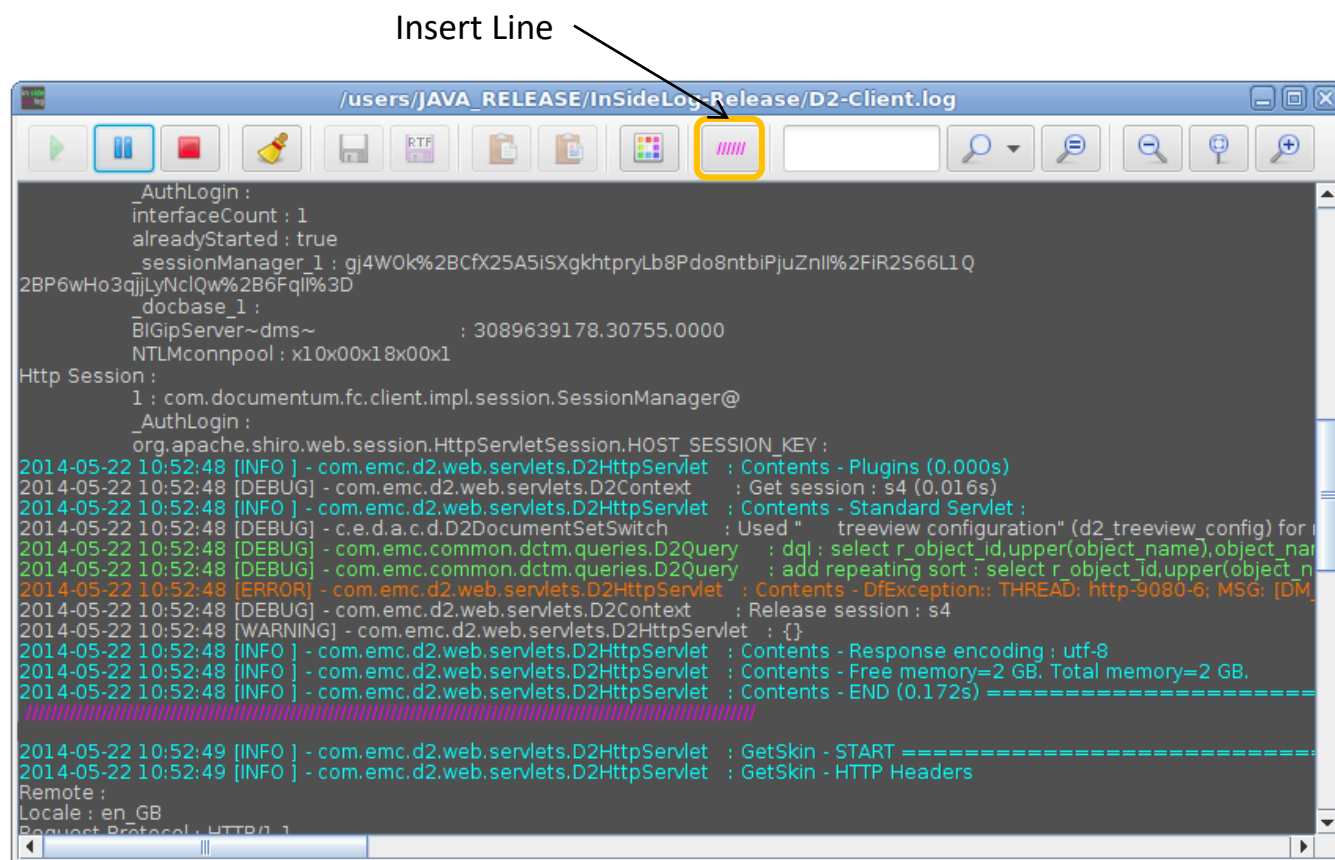 Insert Line
/users/JAVA_RELEASE/InSideLog-Release/D2-Client.log
RTF
//////
_AuthLogin :
interfaceCount : 1
alreadyStarted : true
_sessionManager_1 : gj4WOk%2BCfX25A5iSXgkhtpryLb8Pdo8ntbiPjuZnII%2FiR2S66L1Q
2BP6wHo3qjjLyNclQw%2B6FqII%3D
_docbase_1 :
BIGipServer~dms~ : 3089639178.30755.0000
NTLMconnpool : x10x00x18x00x1
Http Session :
1 : com.documentum.fc.client.impl.session.SessionManager@
_AuthLogin :
org.apache.shiro.web.session.HttpServletSession.HOST_SESSION_KEY :
2014-05-22 10:52:48 [INFO ] - com.emc.d2.web.servlets.D2HttpServlet : Contents - Plugins (0.000s)
2014-05-22 10:52:48 [DEBUG] - com.emc.d2.web.servlets.D2Context : Get session : s4 (0.016s)
2014-05-22 10:52:48 [INFO ] - com.emc.d2.web.servlets.D2HttpServlet : Contents - Standard Servlet :
2014-05-22 10:52:48 [DEBUG] - c.e.d.a.c.d.D2DocumentSetSwitch : Used " treeview configuration" (d2_treeview_config) for
2014-05-22 10:52:48 [DEBUG] - com.emc.common.dctm.queries.D2Query : dql : select r_object_id,upper(object_name),object_nar
2014-05-22 10:52:48 [DEBUG] - com.emc.common.dctm.queries.D2Query : add repeating sort : select r_object_id,upper(object_n
2014-05-22 10:52:48 [ERROR] - com.emc.d2.web.servlets.D2HttpServlet : Contents - DfException:: THREAD: http-9080-6; MSG: [DM_
2014-05-22 10:52:48 [DEBUG] - com.emc.d2.web.servlets.D2Context : Release session : s4
2014-05-22 10:52:48 [WARNING] - com.emc.d2.web.servlets.D2HttpServlet : {}
2014-05-22 10:52:48 [INFO ] - com.emc.d2.web.servlets.D2HttpServlet : Contents - Response encoding : utf-8
2014-05-22 10:52:48 [INFO ] - com.emc.d2.web.servlets.D2HttpServlet : Contents - Free memory=2 GB. Total memory=2 GB.
2014-05-22 10:52:48 [INFO ] - com.emc.d2.web.servlets.D2HttpServlet : Contents - END (0.172s) =====================
////////////////////////////////////////////////////////////////////////////////////////////////////////////////////////
2014-05-22 10:52:49 [INFO ] - com.emc.d2.web.servlets.D2HttpServlet : GetSkin - START ===========================
2014-05-22 10:52:49 [INFO ] - com.emc.d2.web.servlets.D2HttpServlet : GetSkin - HTTP Headers
Remote :
Locale : en_GB
Request Protocol : HTTP/1.1